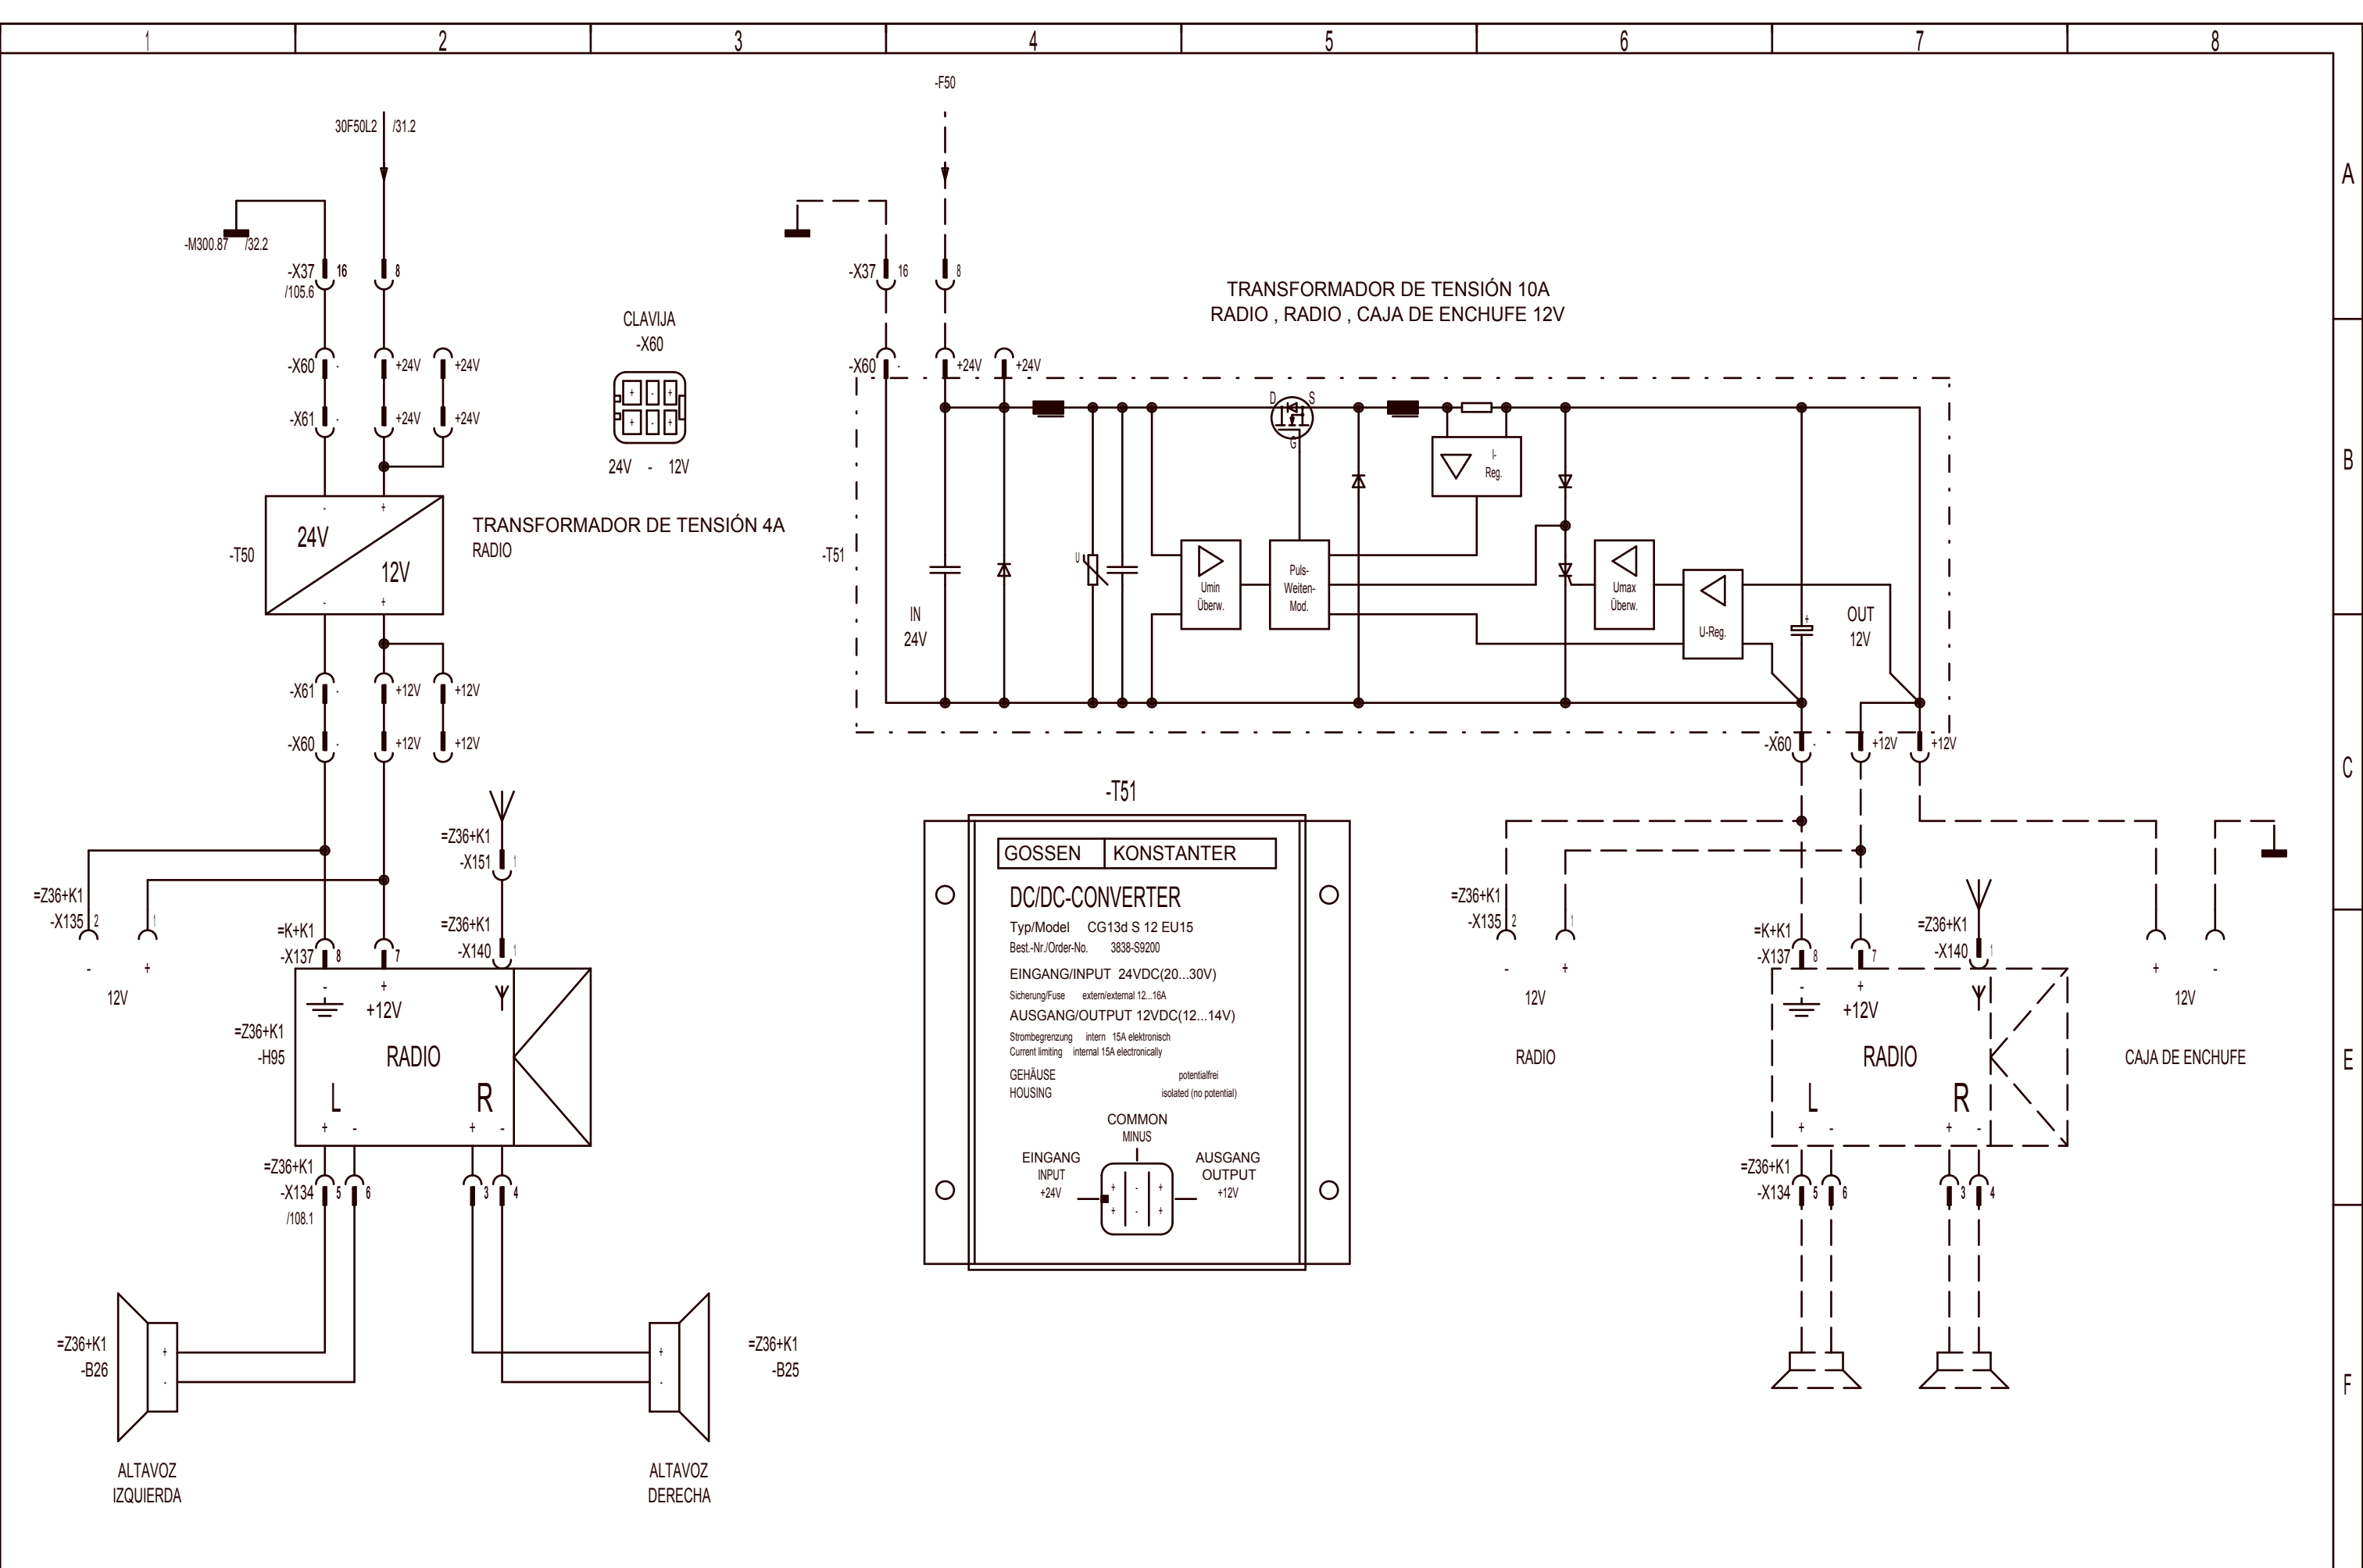 1 2 3 4 5 6 7 8
A
B
C
E
F
30F50L2 /31.2
-M300.87 /32.2
-X37 16 8
/105.6
-X60 - +24V +24V
-X61 - +24V +24V
CLAVIJA
-X60
+ - +
+ - +
24V - 12V
- +
24V
12V
- +
-T50
TRANSFORMADOR DE TENSIÓN 4A
RADIO
-X61 - +12V +12V
-X60 - +12V +12V
=Z36+K1
-X151 1
=Z36+K1
-X135 2 1
- +
12V
=K+K1
-X137 8 7
=Z36+K1
-X140 1
- +
+12V
=Z36+K1
-H95
RADIO
L R
+ - + -
=Z36+K1
-X134 5 6 3 4
/108.1
=Z36+K1
-B26
+
-
ALTAVOZ
IZQUIERDA
+
-
=Z36+K1
-B25
ALTAVOZ
DERECHA
-F50
-X37 16 8
TRANSFORMADOR DE TENSIÓN 10A
RADIO , RADIO , CAJA DE ENCHUFE 12V
-X60 - +24V +24V
D S
G
I-
Reg.
-T51
U
IN
24V
Umin
Überw.
Puls-
Weiten-
Mod.
Umax
Überw.
U-Reg.
+
OUT
12V
-X60 - +12V +12V
-T51
GOSSEN KONSTANTER
DC/DC-CONVERTER
Typ/Model CG13d S 12 EU15
Best.-Nr./Order-No. 3838-S9200
EINGANG/INPUT 24VDC(20...30V)
Sicherung/Fuse extern/external 12...16A
AUSGANG/OUTPUT 12VDC(12...14V)
Strombegrenzung intern 15A elektronisch
Current limiting internal 15A electronically
GEHÄUSE potentialfrei
HOUSING isolated (no potential)
COMMON
MINUS
EINGANG
INPUT
+24V
AUSGANG
OUTPUT
+12V
+ - +
+ - +
=Z36+K1
-X135 2 1
- +
12V
RADIO
=K+K1
-X137 8 7
=Z36+K1
-X140 1
- +
+12V
RADIO
L R
+ - + -
=Z36+K1
-X134 5 6 3 4
+ -
12V
CAJA DE ENCHUFE